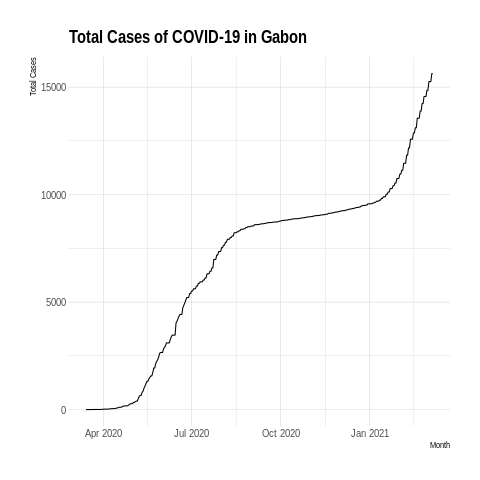 Total Cases of COVID-19 in Gabon
Total Cases
15000
10000
5000
0
Apr 2020
Jul 2020
Oct 2020
Jan 2021
Month